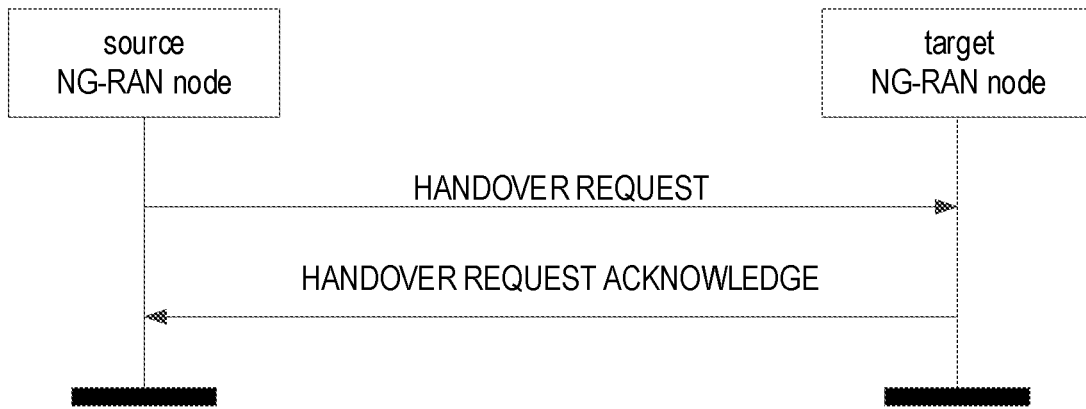 source
NG-RAN node
target
NG-RAN node
HANDOVER REQUEST
HANDOVER REQUEST ACKNOWLEDGE